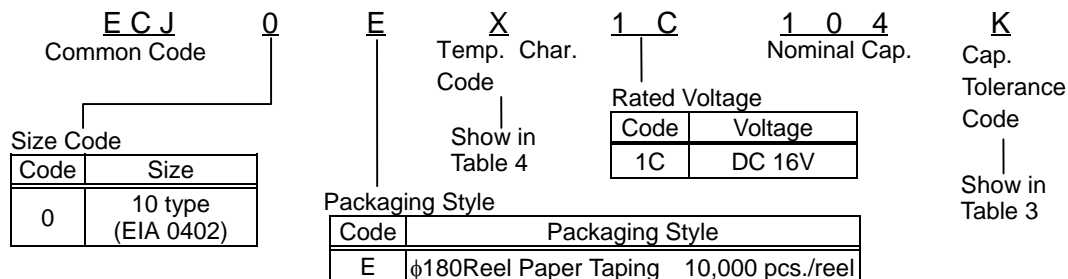 E C J 0 E X 1 C 1 0 4 K
Common Code
Temp. Char. Code
Nominal Cap.
Cap. Tolerance Code
Rated Voltage
Code Voltage
1C DC 16V
Size Code
Code Size
0 10 type (EIA 0402)
Show in Table 4
Show in Table 3
Packaging Style
Code Packaging Style
E ϕ180Reel Paper Taping 10,000 pcs./reel